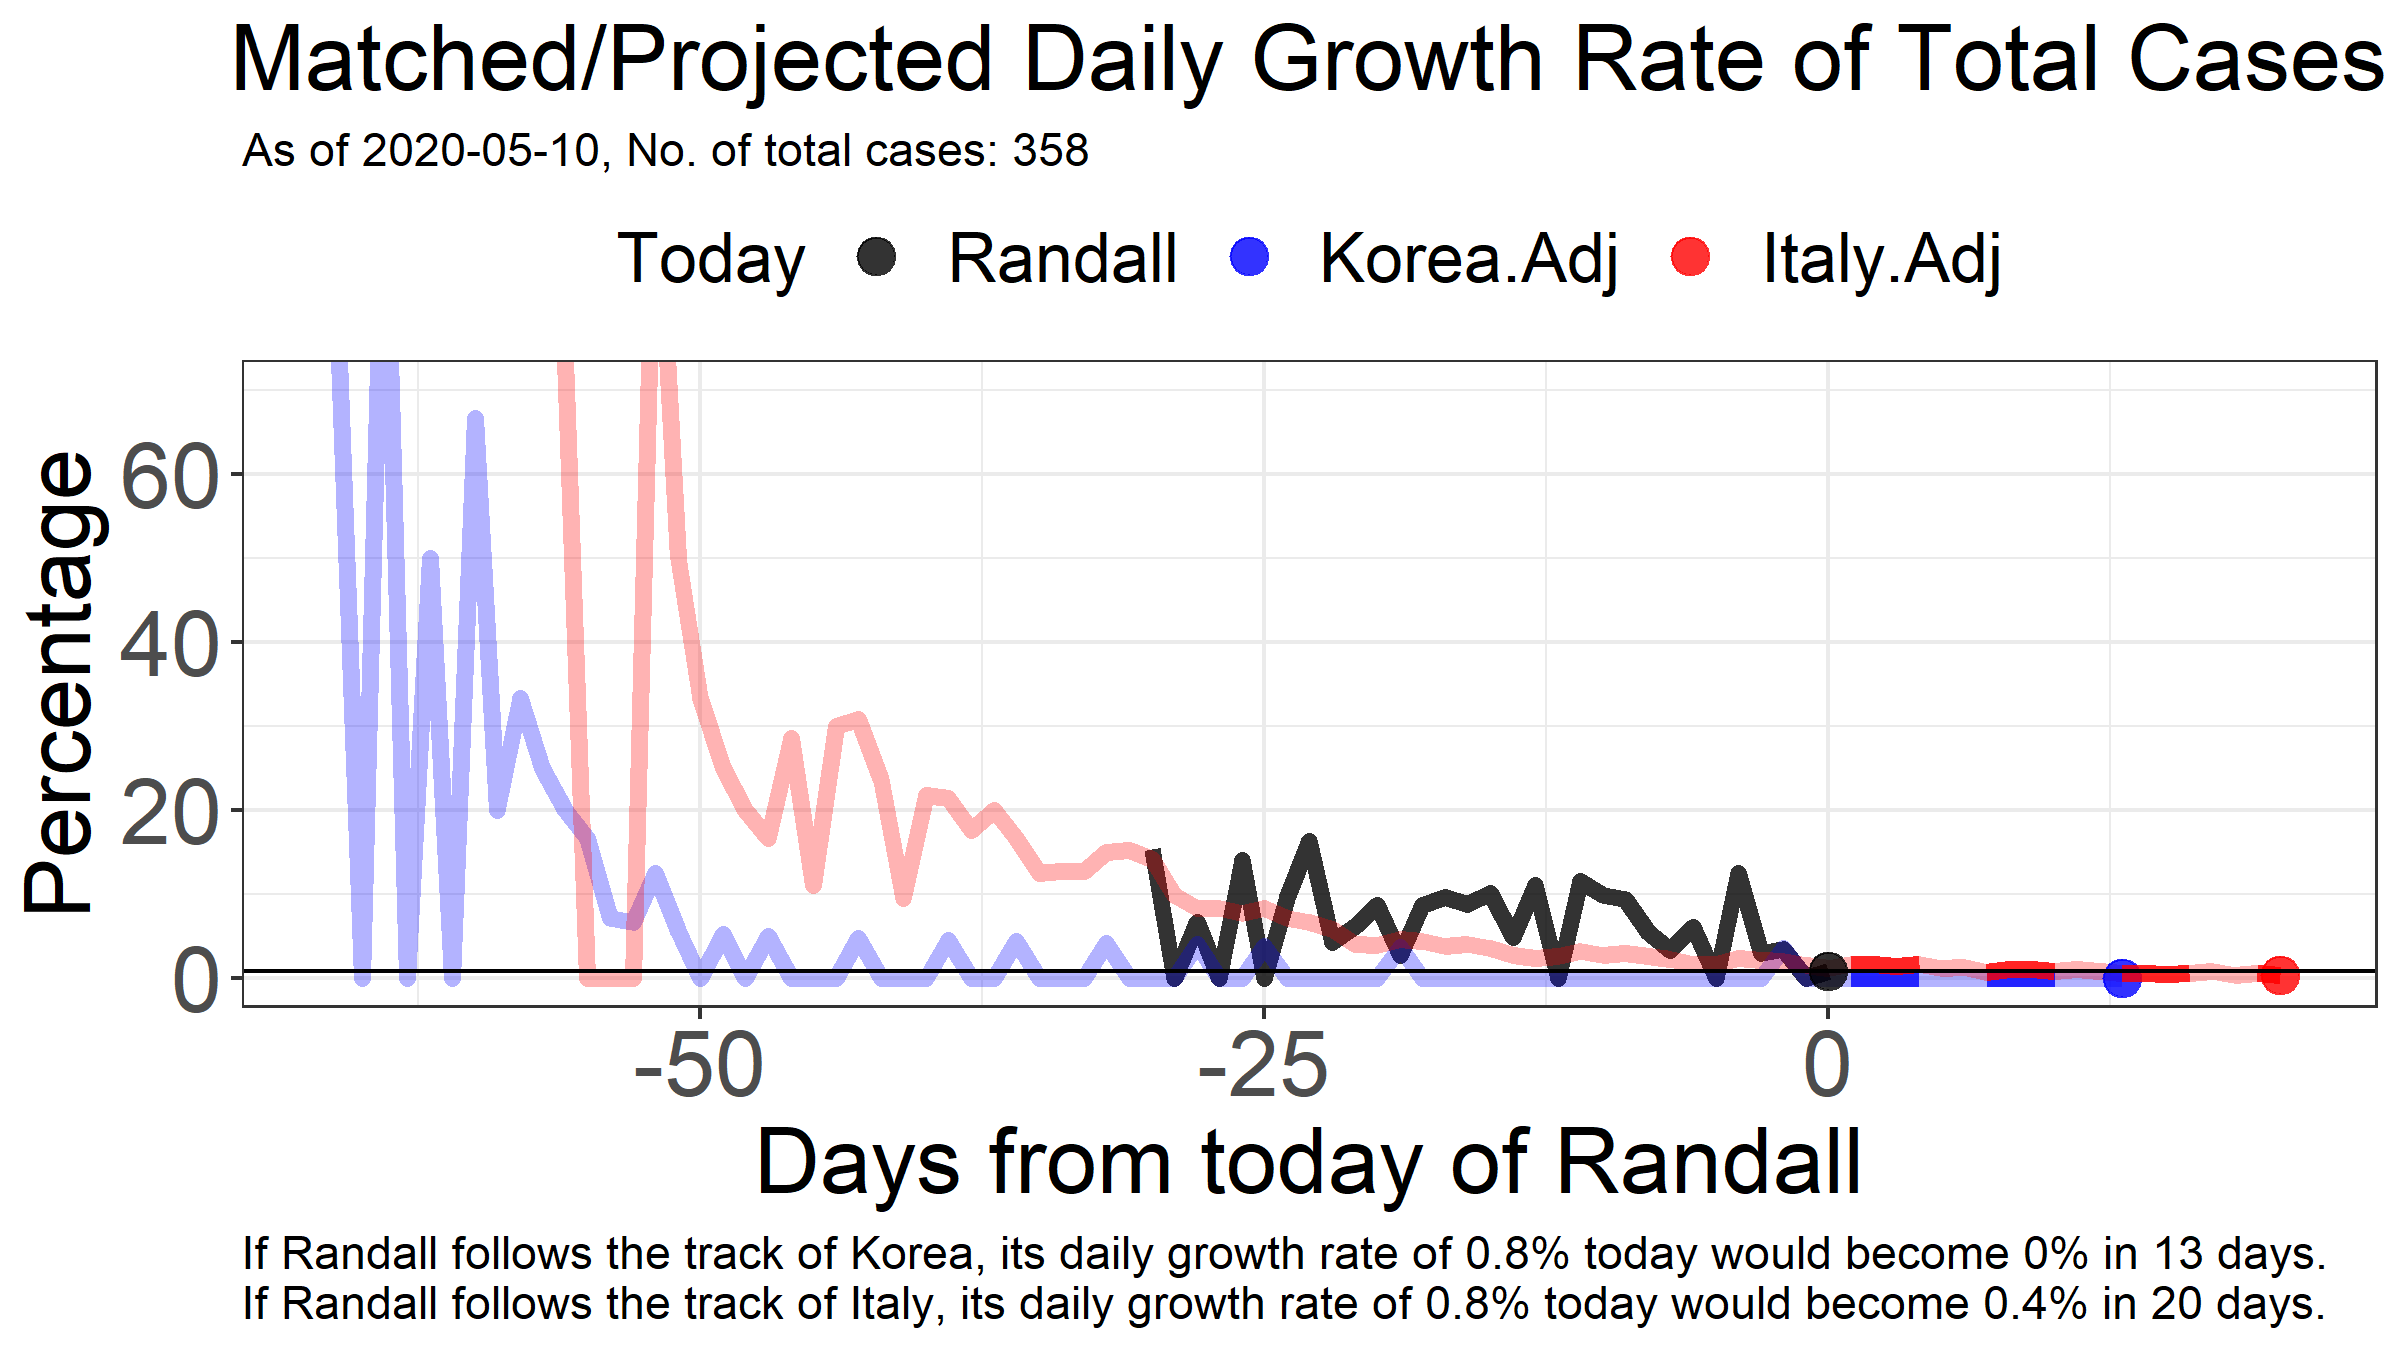 Matched/Projected Daily Growth Rate of Total Cases
As of 2020-05-10, No. of total cases: 358
Today Randall Korea.Adj Italy.Adj
Percentage
60
40
20
0
-50 -25 0
Days from today of Randall
If Randall follows the track of Korea, its daily growth rate of 0.8% today would become 0% in 13 days.
If Randall follows the track of Italy, its daily growth rate of 0.8% today would become 0.4% in 20 days.